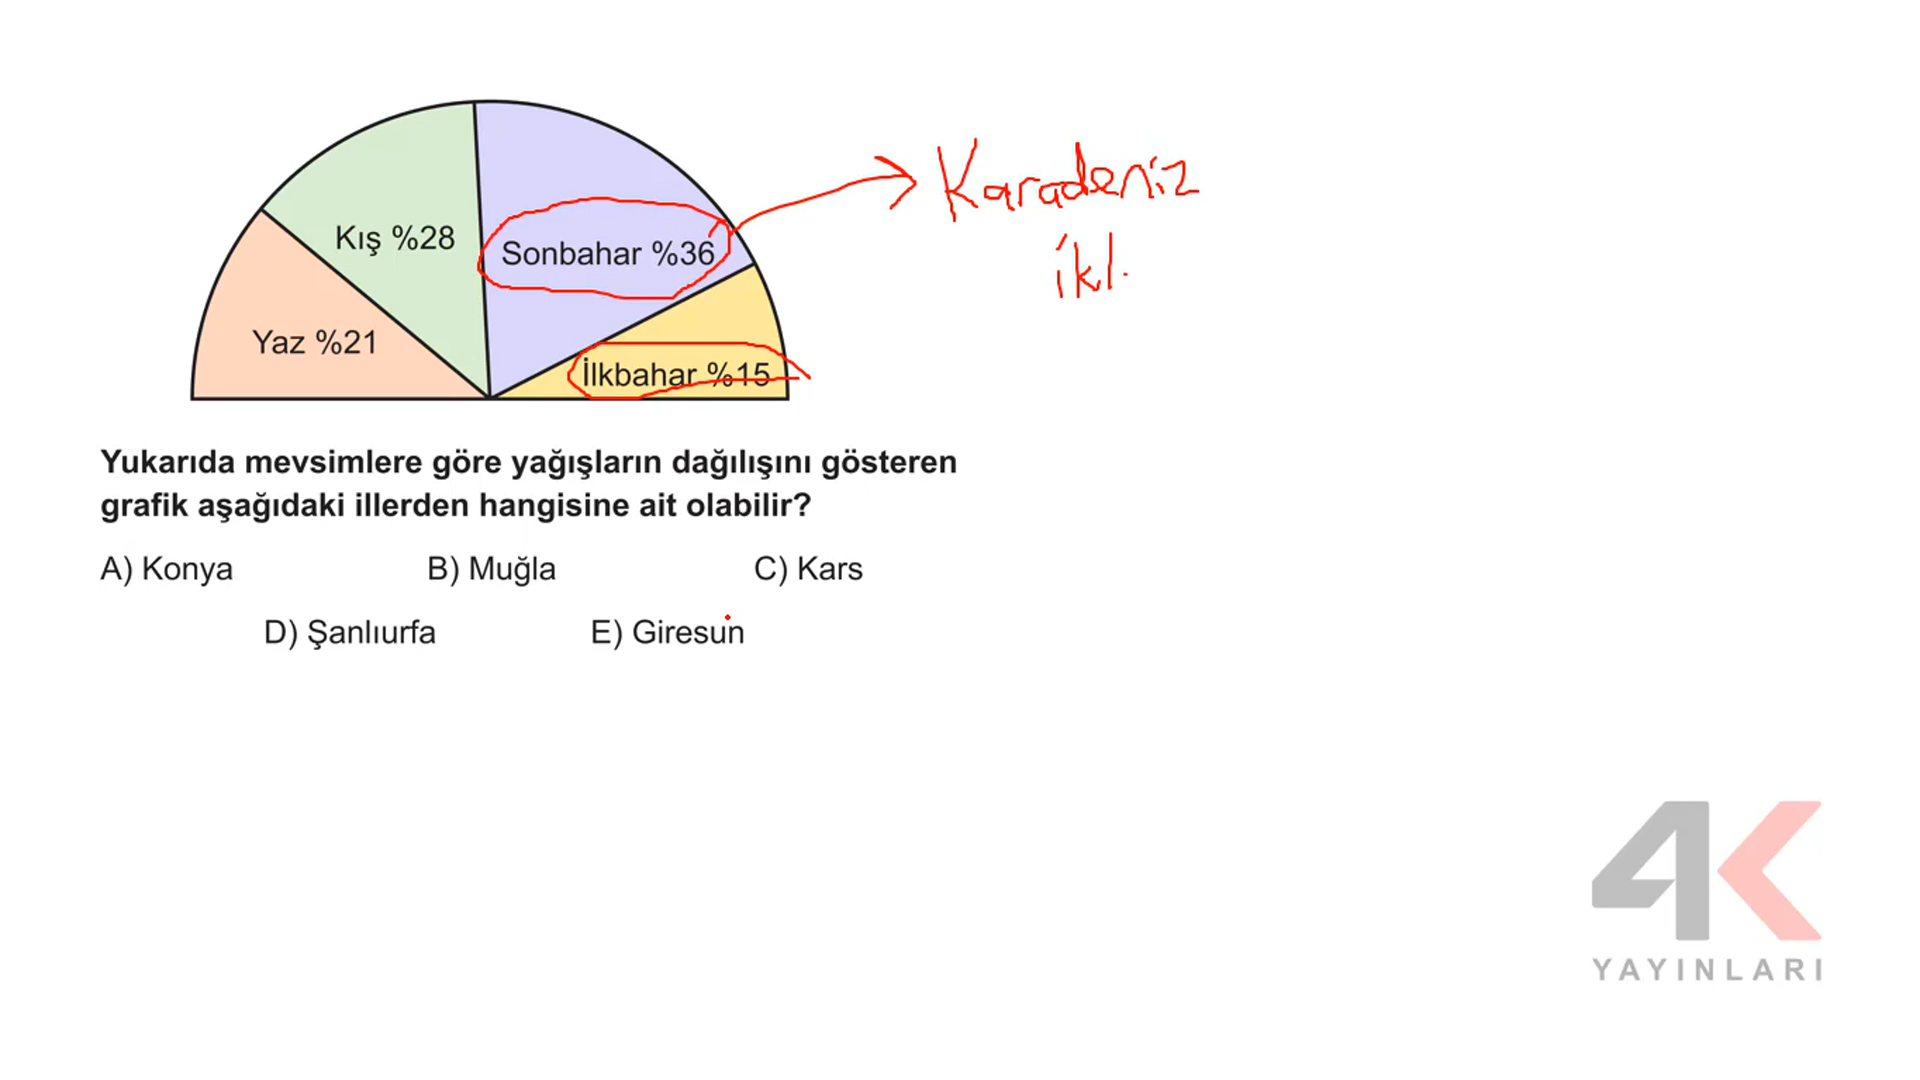 Karadeniz
ikl.
Kış %28
Sonbahar %36
Yaz %21
İlkbahar %15
Yukarıda mevsimlere göre yağışların dağılışını gösteren
grafik aşağıdaki illerden hangisine ait olabilir?
A) Konya B) Muğla C) Kars
D) Şanlıurfa E) Giresun
4K
YAYINLARI